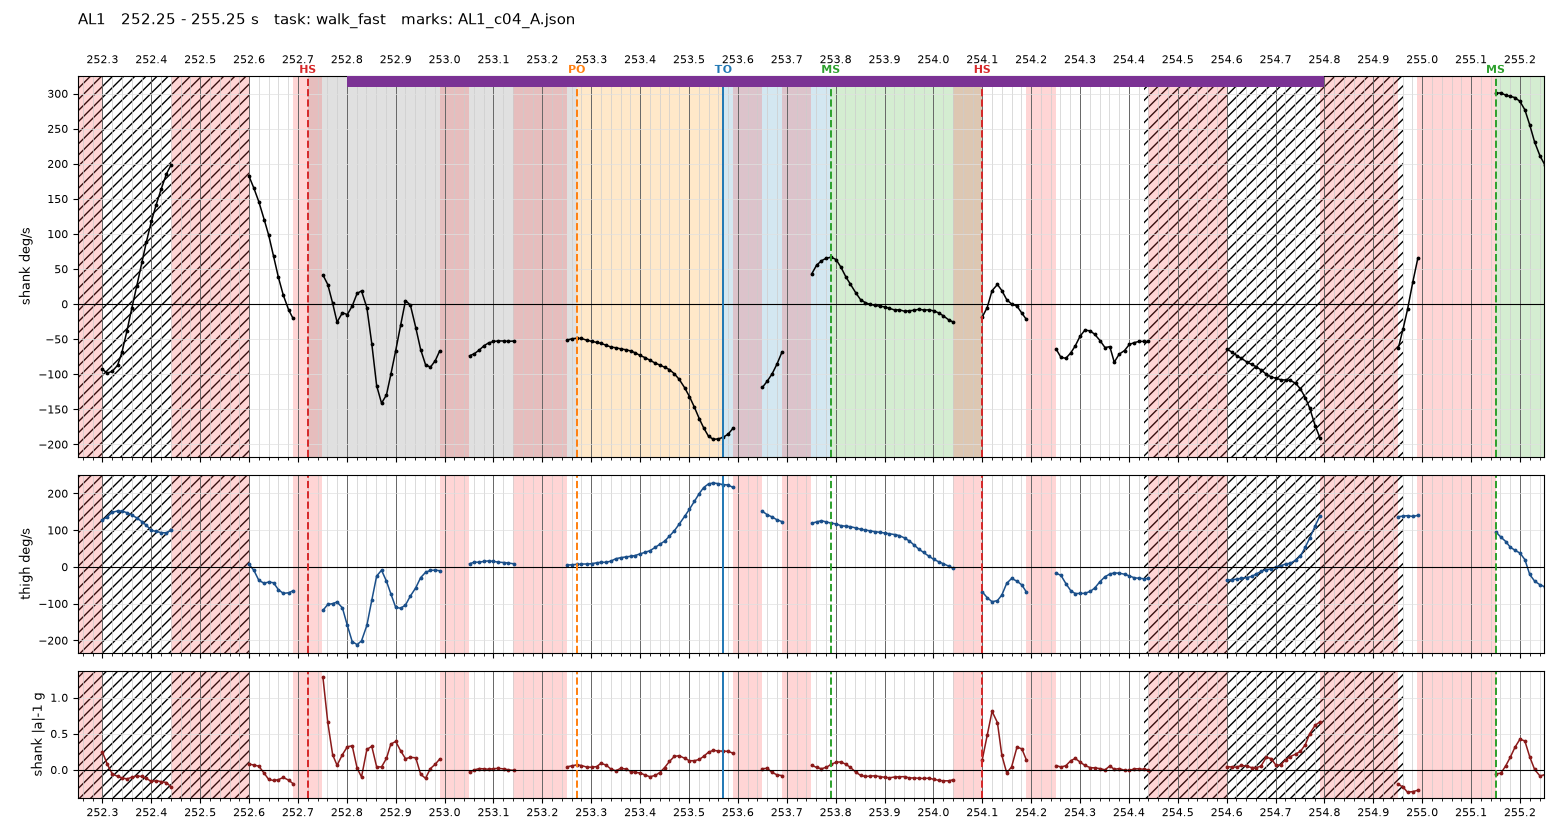 AL1 252.25 - 255.25 s task: walk_fast marks: AL1_c04_A.json
252.3 252.4 252.5 252.6 252.7 252.8 252.9 253.0 253.1 253.2 253.3 253.4 253.5 253.6 253.7 253.8 253.9 254.0 254.1 254.2 254.3 254.4 254.5 254.6 254.7 254.8 254.9 255.0 255.1 255.2
HS PO TO MS HS MS
shank deg/s
300
250
200
150
100
50
0
−50
−100
−150
−200
thigh deg/s
200
100
0
−100
−200
shank |a|-1 g
1.0
0.5
0.0
252.3 252.4 252.5 252.6 252.7 252.8 252.9 253.0 253.1 253.2 253.3 253.4 253.5 253.6 253.7 253.8 253.9 254.0 254.1 254.2 254.3 254.4 254.5 254.6 254.7 254.8 254.9 255.0 255.1 255.2